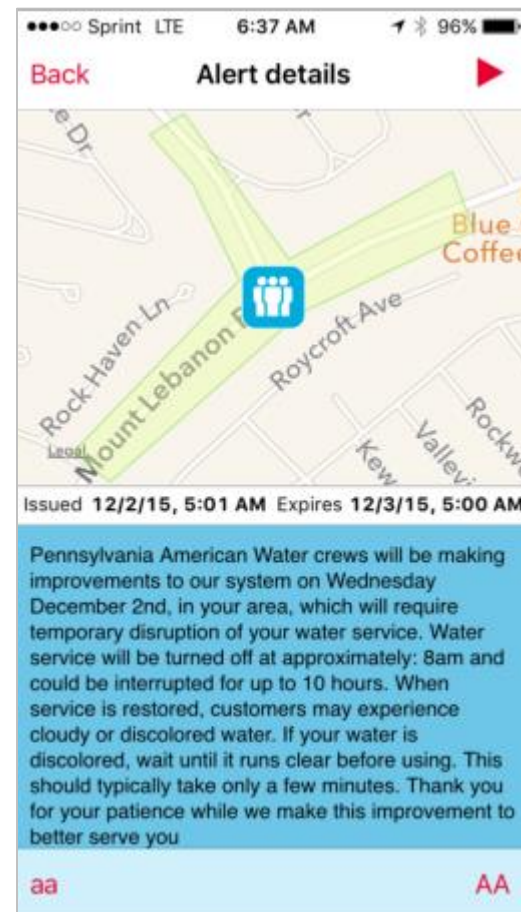 Sprint LTE 6:37 AM 96%
Back Alert details
Dr
Blue
Coffee
Rock Haven Ln
Mount Lebanon
Roycroft Ave
Legal
Issued 12/2/15, 5:01 AM Expires 12/3/15, 5:00 AM
Pennsylvania American Water crews will be making
improvements to our system on Wednesday
December 2nd, in your area, which will require
temporary disruption of your water service. Water
service will be turned off at approximately: 8am and
could be interrupted for up to 10 hours. When
service is restored, customers may experience
cloudy or discolored water. If your water is
discolored, wait until it runs clear before using. This
should typically take only a few minutes. Thank you
for your patience while we make this improvement to
better serve you
aa AA